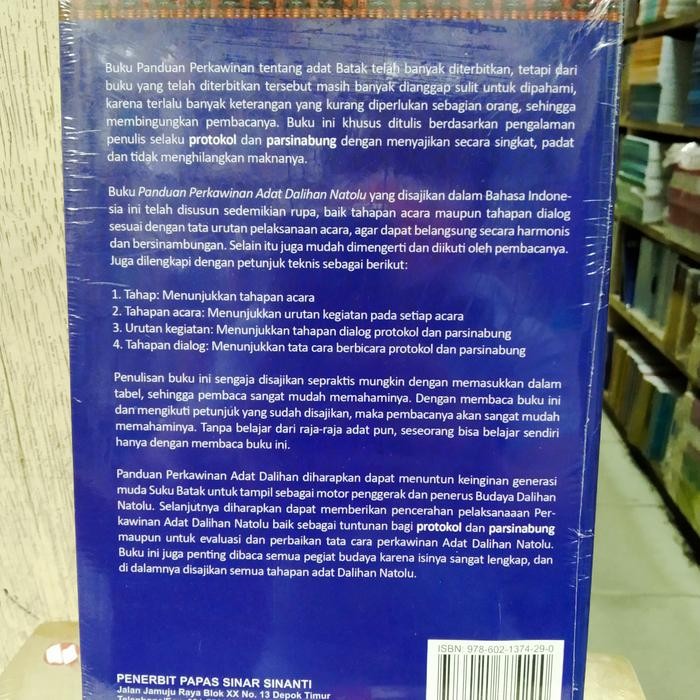 Buku Panduan Perkawinan tentang adat Batak telah banyak diterbitkan, tetapi dari
buku yang telah diterbitkan tersebut masih banyak dianggap sulit untuk dipahami,
karena terlalu banyak keterangan yang kurang diperlukan sebagian orang, sehingga
membingungkan pembacanya. Buku ini khusus ditulis berdasarkan pengalaman
penulis selaku protokol dan parsinabung dengan menyajikan secara singkat, padat
dan tidak menghilangkan maknanya.
Buku Panduan Perkawinan Adat Dalihan Natolu yang disajikan dalam Bahasa Indone-
sia ini telah disusun sedemikian rupa, baik tahapan acara maupun tahapan dialog
sesuai dengan tata urutan pelaksanaan acara, agar dapat belangsung secara harmonis
dan bersinambungan. Selain itu juga mudah dimengerti dan diikuti oleh pembacanya.
Juga dilengkapi dengan petunjuk teknis sebagai berikut:
1. Tahap: Menunjukkan tahapan acara
2. Tahapan acara: Menunjukkan urutan kegiatan pada setiap acara
3. Urutan kegiatan: Menunjukkan tahapan dialog protokol dan parsinabung
4. Tahapan dialog: Menunjukkan tata cara berbicara protokol dan parsinabung
Penulisan buku ini sengaja disajikan sepraktis mungkin dengan memasukkan dalam
tabel, sehingga pembaca sangat mudah memahaminya. Dengan membaca buku ini
dan mengikuti petunjuk yang sudah disajikan, maka pembacanya akan sangat mudah
memahaminya. Tanpa belajar dari raja-raja adat pun, seseorang bisa belajar sendiri
hanya dengan membaca buku ini.
Panduan Perkawinan Adat Dalihan diharapkan dapat menuntun keinginan generasi
muda Suku Batak untuk tampil sebagai motor penggerak dan penerus Budaya Dalihan
Natolu. Selanjutnya diharapkan dapat memberikan pencerahan pelaksanaaan Per-
kawinan Adat Dalihan Natolu baik sebagai tuntunan bagi protokol dan parsinabung
maupun untuk evaluasi dan perbaikan tata cara perkawinan Adat Dalihan Natolu.
Buku ini juga penting dibaca semua pegiat budaya karena isinya sangat lengkap, dan
di dalamnya disajikan semua tahapan adat Dalihan Natolu.
ISBN: 978-602-1374-29-0
PENERBIT PAPAS SINAR SINANTI
Jalan Jamuju Raya Blok XX No. 13 Depok Timur